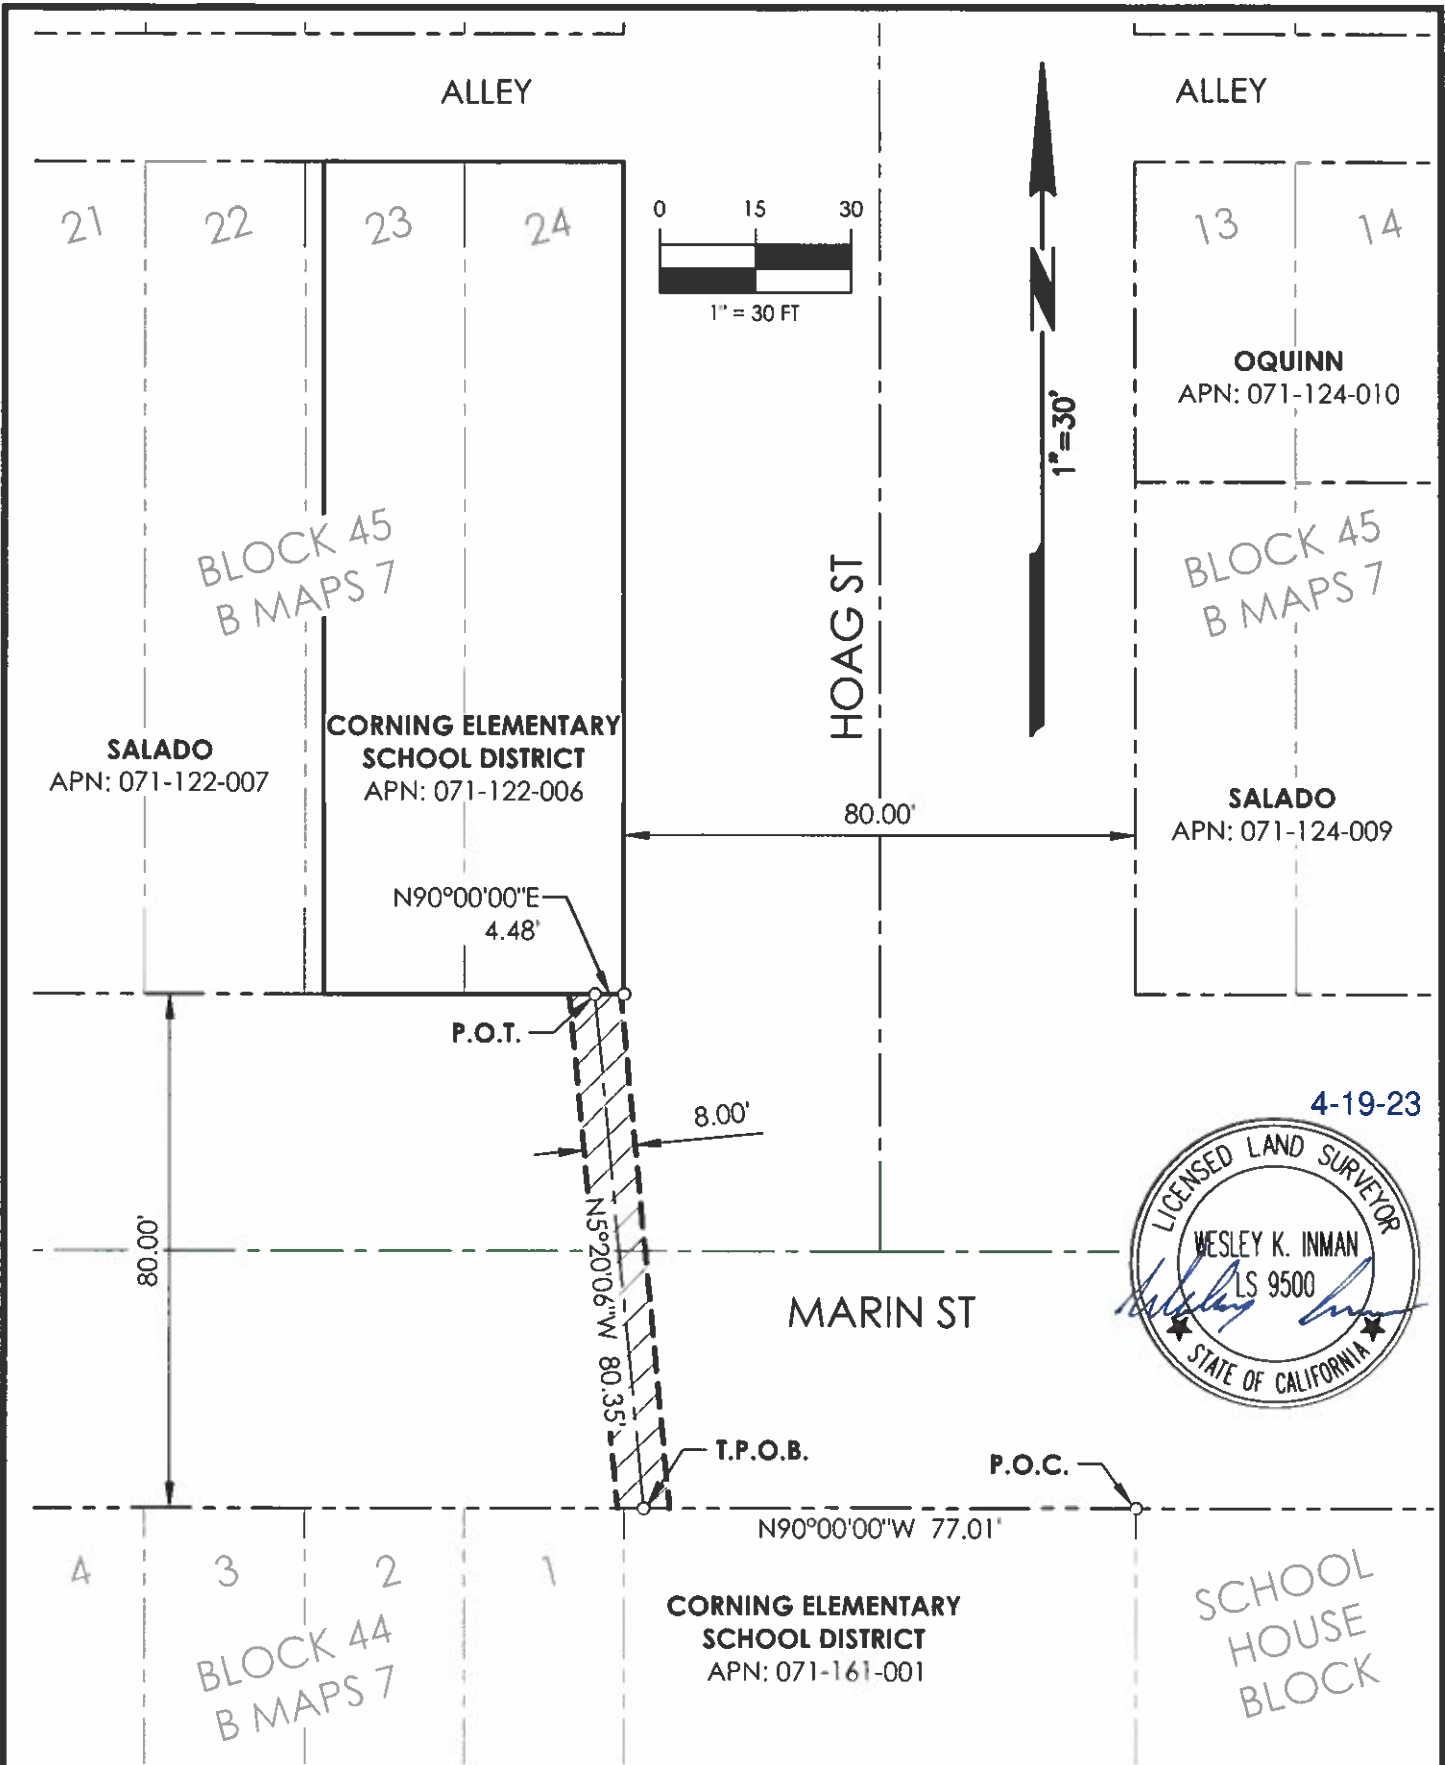 ALLEY
ALLEY
21
22
23
24
0 15 30
1" = 30 FT
N
1"=30'
13
14
OQUINN
APN: 071-124-010
BLOCK 45
B MAPS 7
BLOCK 45
B MAPS 7
HOAG ST
SALADO
APN: 071-122-007
CORNING ELEMENTARY
SCHOOL DISTRICT
APN: 071-122-006
80.00'
SALADO
APN: 071-124-009
N90°00'00"E
4.48'
P.O.T.
8.00'
4-19-23
LICENSED LAND SURVEYOR
WESLEY K. INMAN
LS 9500
STATE OF CALIFORNIA
80.00'
N5°20'06"W 80.35'
MARIN ST
T.P.O.B.
P.O.C.
N90°00'00"W 77.01'
4
3
2
1
BLOCK 44
B MAPS 7
CORNING ELEMENTARY
SCHOOL DISTRICT
APN: 071-161-001
SCHOOL
HOUSE
BLOCK